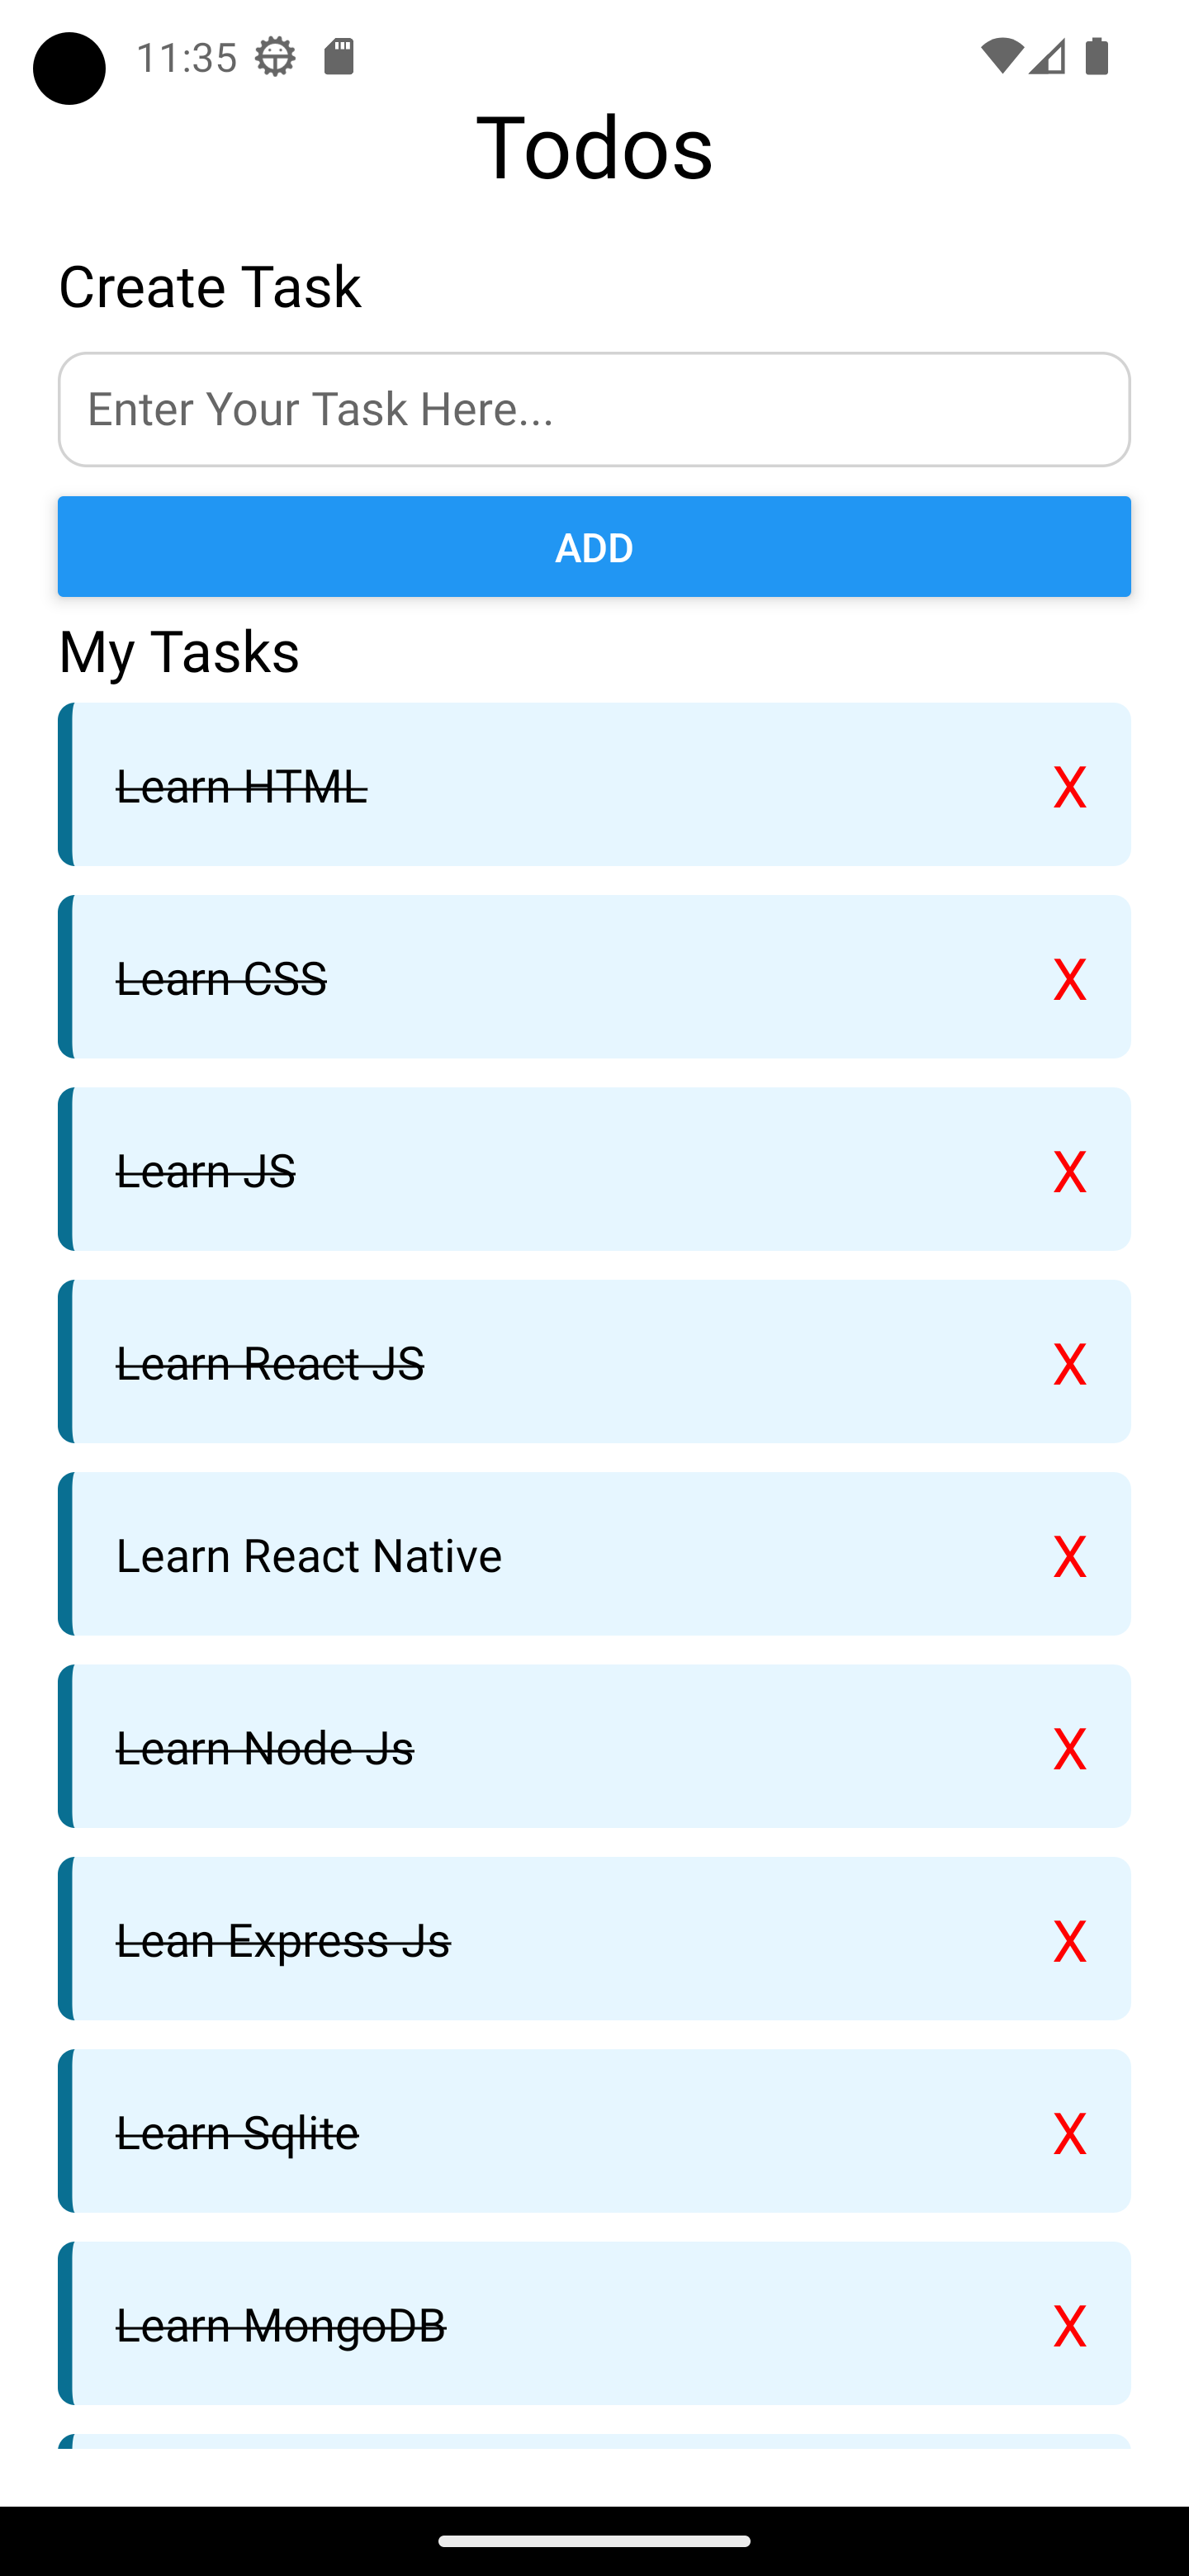 11:35
Todos
Create Task
Enter Your Task Here...
ADD
My Tasks
Learn HTML X
Learn CSS X
Learn JS X
Learn React JS X
Learn React Native X
Learn Node Js X
Lean Express Js X
Learn Sqlite X
Learn MongoDB X